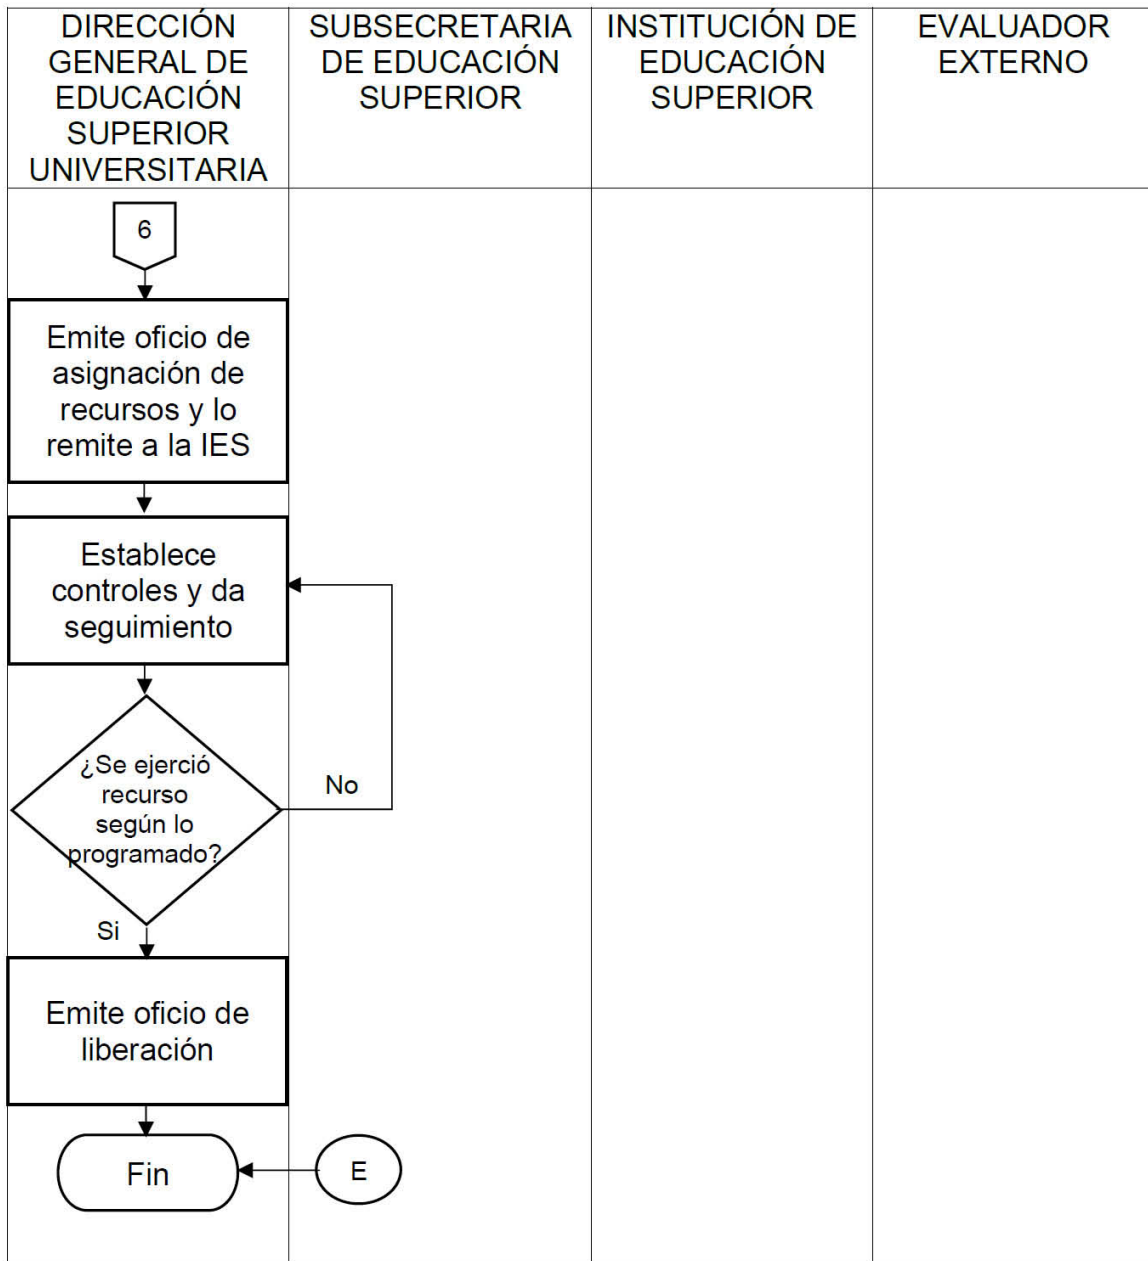 DIRECCIÓN
GENERAL DE
EDUCACIÓN
SUPERIOR
UNIVERSITARIA
SUBSECRETARIA
DE EDUCACIÓN
SUPERIOR
INSTITUCIÓN DE
EDUCACIÓN
SUPERIOR
EVALUADOR
EXTERNO
6
Emite oficio de
asignación de
recursos y lo
remite a la IES
Establece
controles y da
seguimiento
¿Se ejerció
recurso
según lo
programado?
No
Si
Emite oficio de
liberación
Fin
E